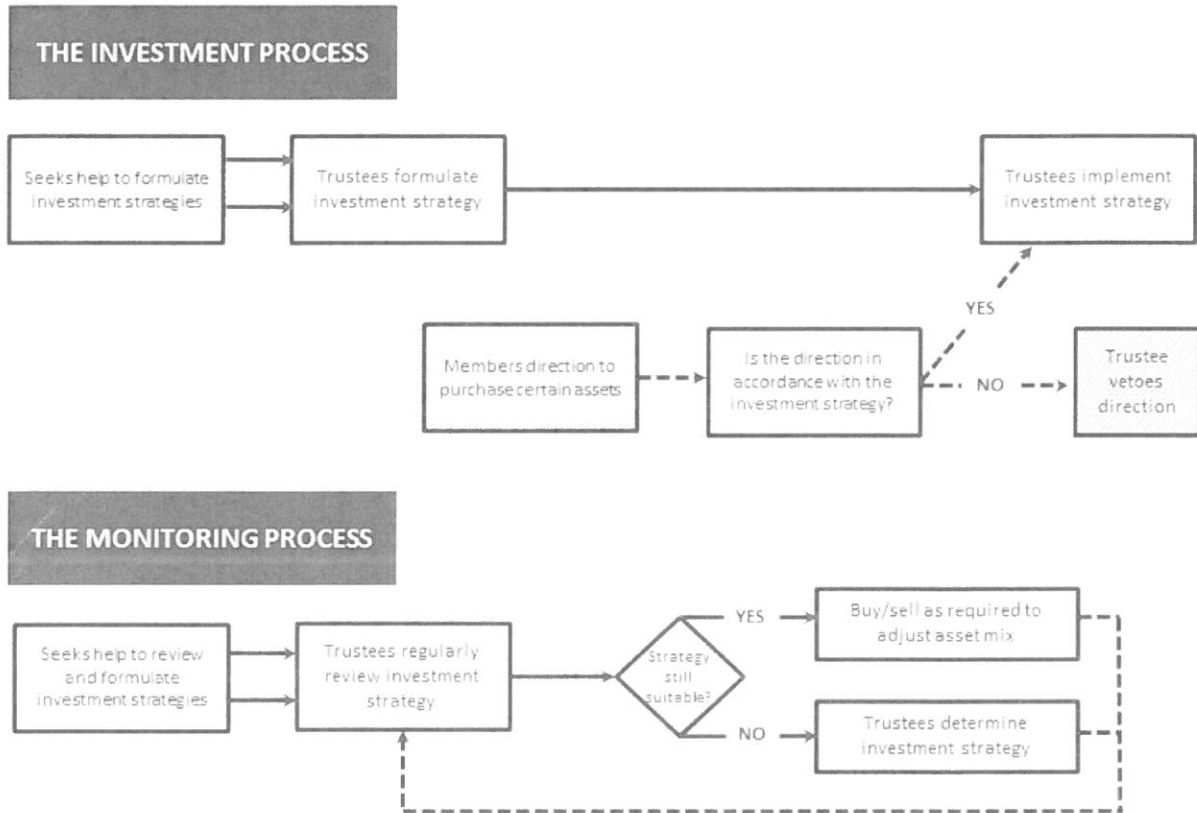 THE INVESTMENT PROCESS
Seeks help to formulate
investment strategies
Trustees formulate
investment strategy
Trustees implement
investment strategy
YES
Members direction to
purchase certain assets
Is the direction in
accordance with the
investment strategy?
NO
Trustee
vetoes
direction
THE MONITORING PROCESS
Seeks help to review
and formulate
investment strategies
Trustees regularly
review investment
strategy
Strategy
still
suitable?
YES
Buy/sell as required to
adjust asset mix
NO
Trustees determine
investment strategy